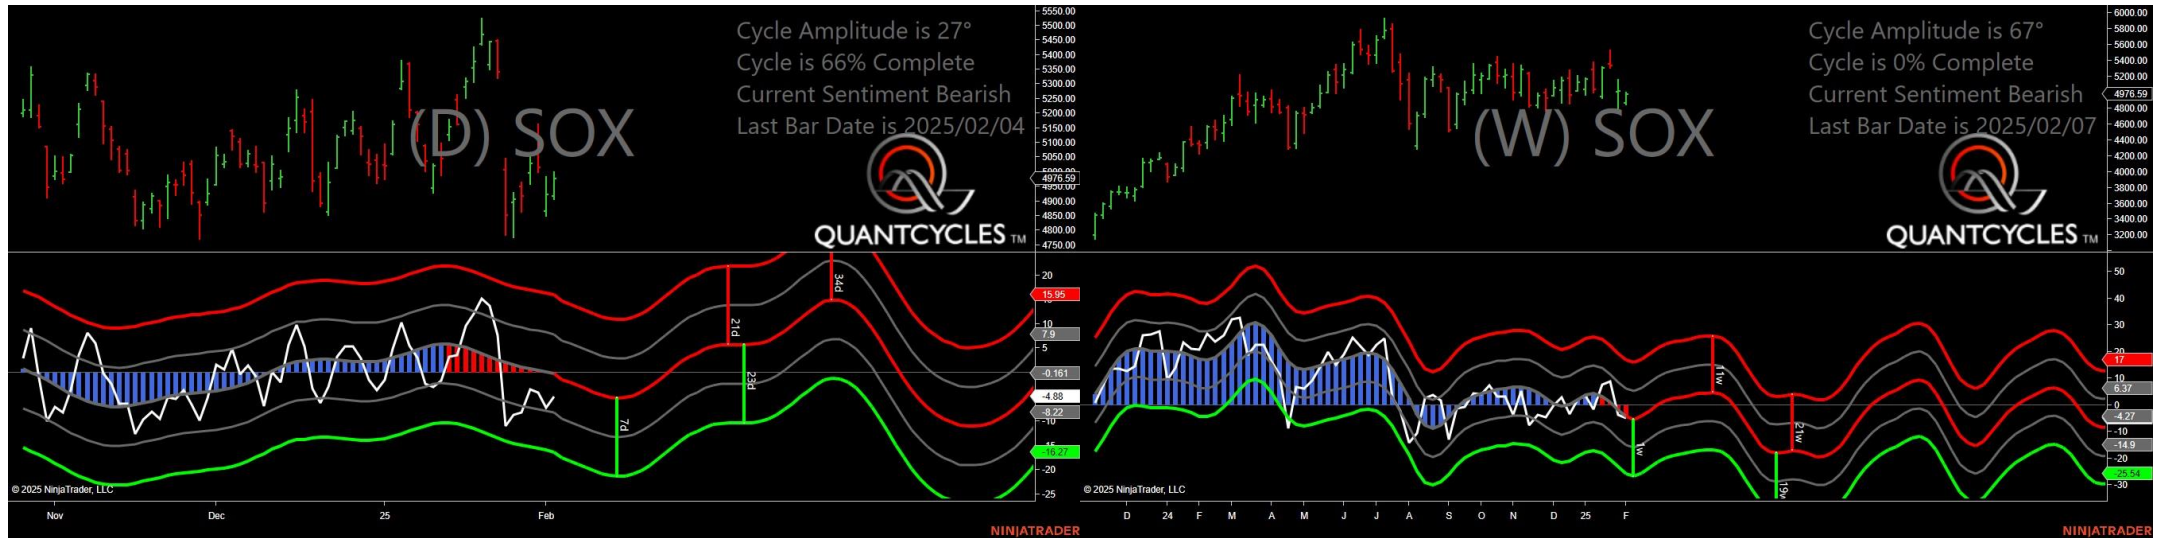 Cycle Amplitude is 27°
Cycle is 66% Complete
Current Sentiment Bearish
Last Bar Date is 2025/02/04
(D) SOX
QUANTCYCLES TM
5550.00
5500.00
5450.00
5400.00
5350.00
5300.00
5250.00
5200.00
5150.00
5100.00
5050.00
4976.59
4950.00
4900.00
4850.00
4800.00
4750.00
34d
21d
23d
7d
20
15.95
10
7.9
5
-0.161
-4.88
-8.22
-10
-16.27
-20
-25
© 2025 NinjaTrader, LLC
Nov
Dec
25
Feb
NINJATRADER
Cycle Amplitude is 67°
Cycle is 0% Complete
Current Sentiment Bearish
Last Bar Date is 2025/02/07
(W) SOX
QUANTCYCLES TM
6000.00
5800.00
5600.00
5400.00
5200.00
4976.59
4800.00
4600.00
4400.00
4200.00
4000.00
3800.00
3600.00
3400.00
3200.00
11w
21w
1w
50
40
30
20
17
10
6.37
0
-4.27
-10
-14.9
-20
-25.54
-30
© 2025 NinjaTrader, LLC
D 24 F M A M J J A S O N D 25 F
NINJATRADER